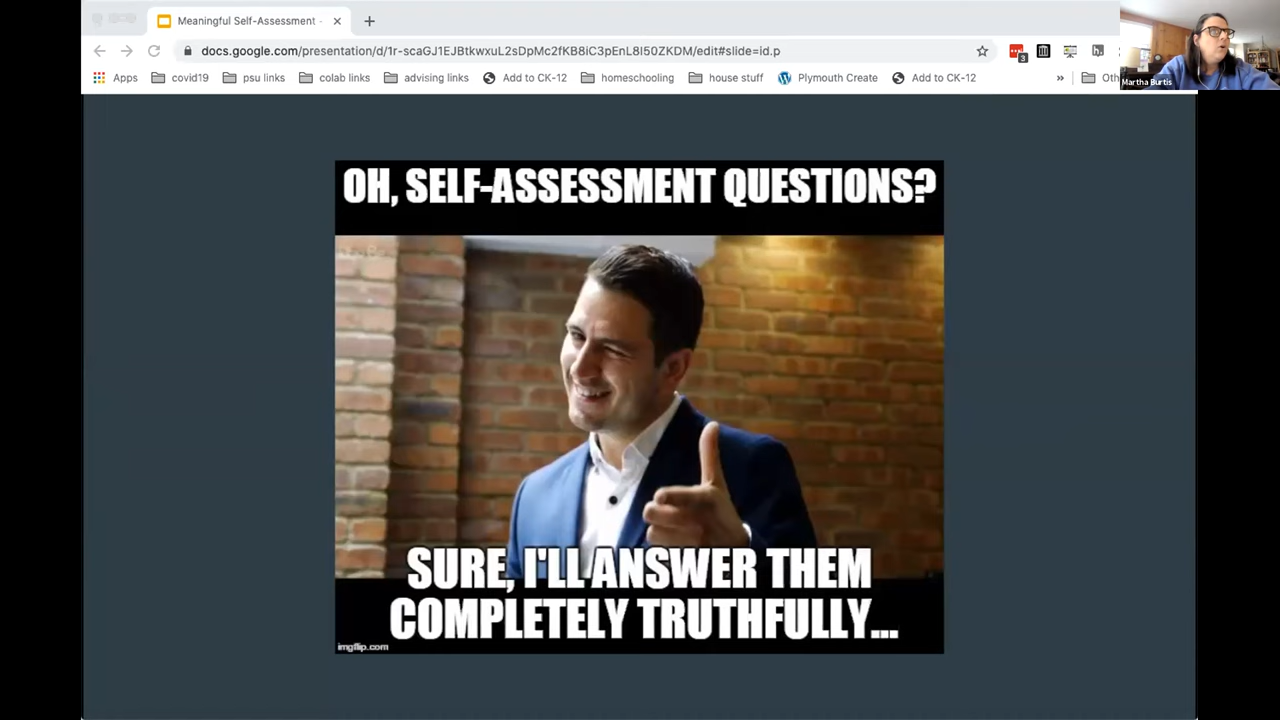 Meaningful Self-Assessment -
docs.google.com/presentation/d/1r-scaGJ1EJBtkwxuL2sDpMc2fKB8iC3pEnL8I50ZKDM/edit#slide=id.p
3
Apps covid19 psu links colab links advising links Add to CK-12 homeschooling house stuff Plymouth Create Add to CK-12 » Oth
Martha Burtis
OH, SELF-ASSESSMENT QUESTIONS?
SURE, I'LL ANSWER THEM
COMPLETELY TRUTHFULLY...
imgflip.com